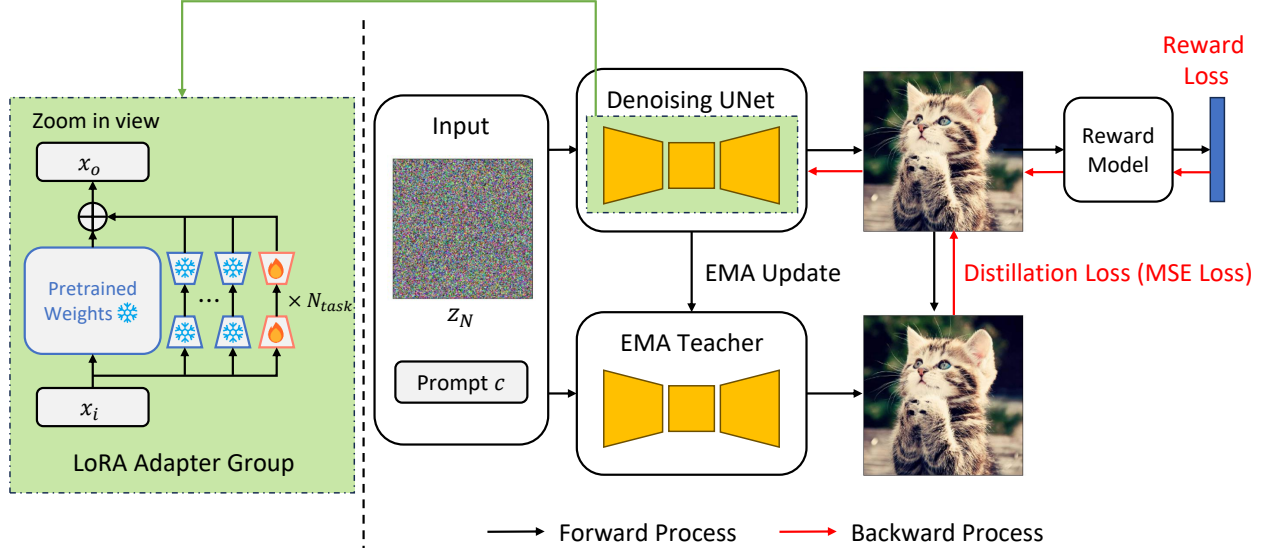 Zoom in view
x_o
Pretrained
Weights
...
× N_task
x_i
LoRA Adapter Group
Input
z_N
Prompt c
Denoising UNet
EMA Update
EMA Teacher
Reward
Model
Reward
Loss
Distillation Loss (MSE Loss)
Forward Process
Backward Process